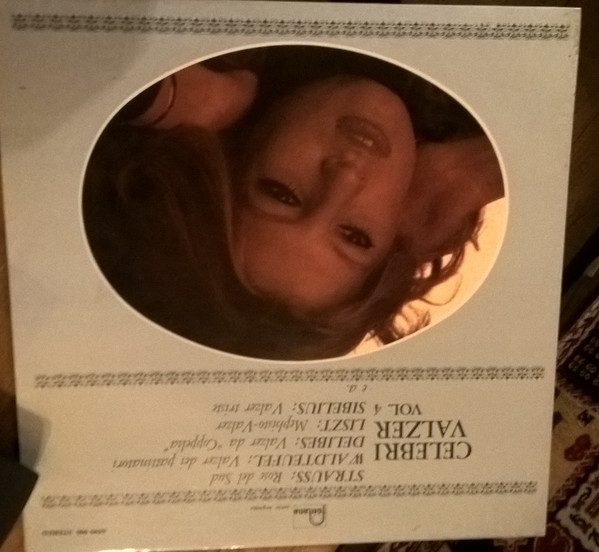 fontana
STRAUSS: Rose del Sud
WALDTEUFEL: Valzer dei pattinatori
DELIBES: Valzer da "Coppelia"
LISZT: Mephisto-Valzer
SIBELIUS: Valzer triste
e a.
CELEBRI
VALZER
VOL. 4